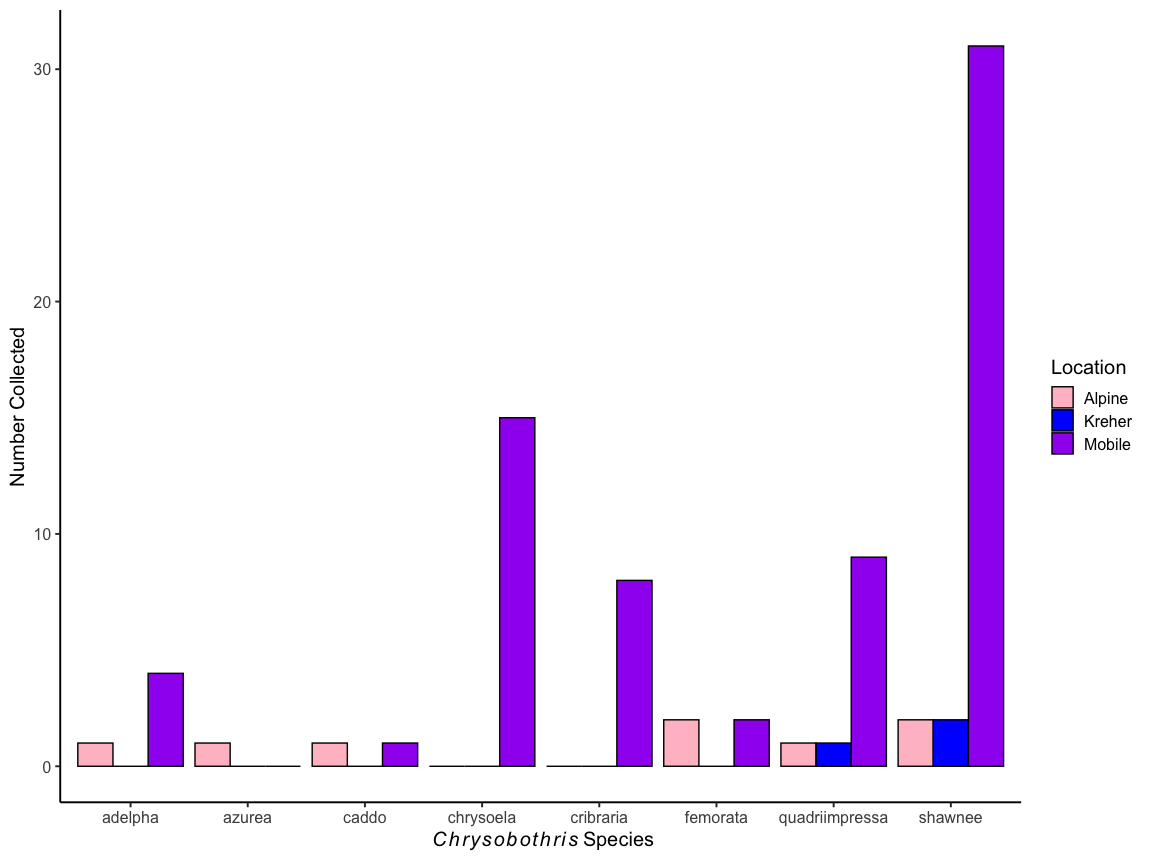 30
20
10
0
Number Collected
adelpha azurea caddo chrysoela cribraria femorata quadriimpressa shawnee
Chrysobothris Species
Location
Alpine
Kreher
Mobile